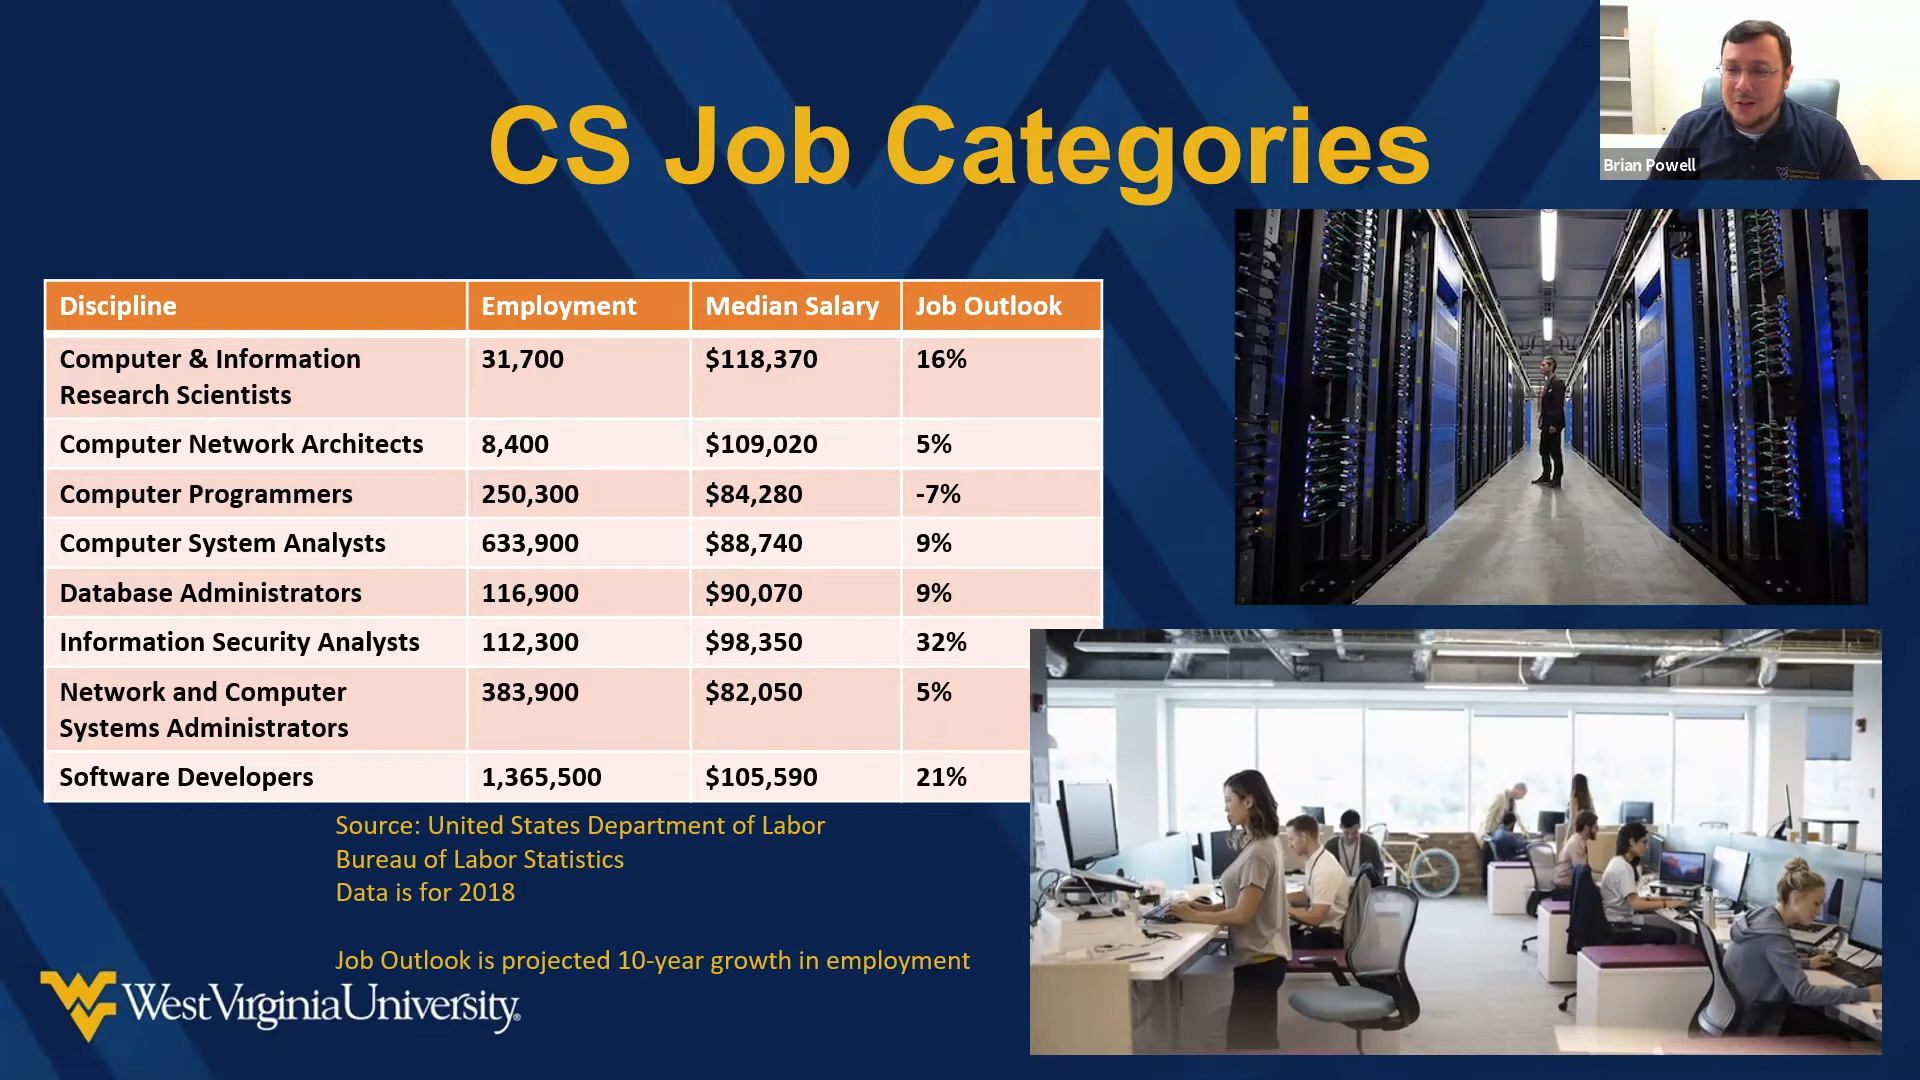 CS Job Categories
Brian Powell
Discipline Employment Median Salary Job Outlook
Computer & Information
Research Scientists 31,700 $118,370 16%
Computer Network Architects 8,400 $109,020 5%
Computer Programmers 250,300 $84,280 -7%
Computer System Analysts 633,900 $88,740 9%
Database Administrators 116,900 $90,070 9%
Information Security Analysts 112,300 $98,350 32%
Network and Computer
Systems Administrators 383,900 $82,050 5%
Software Developers 1,365,500 $105,590 21%
Source: United States Department of Labor
Bureau of Labor Statistics
Data is for 2018
Job Outlook is projected 10-year growth in employment
West Virginia University®